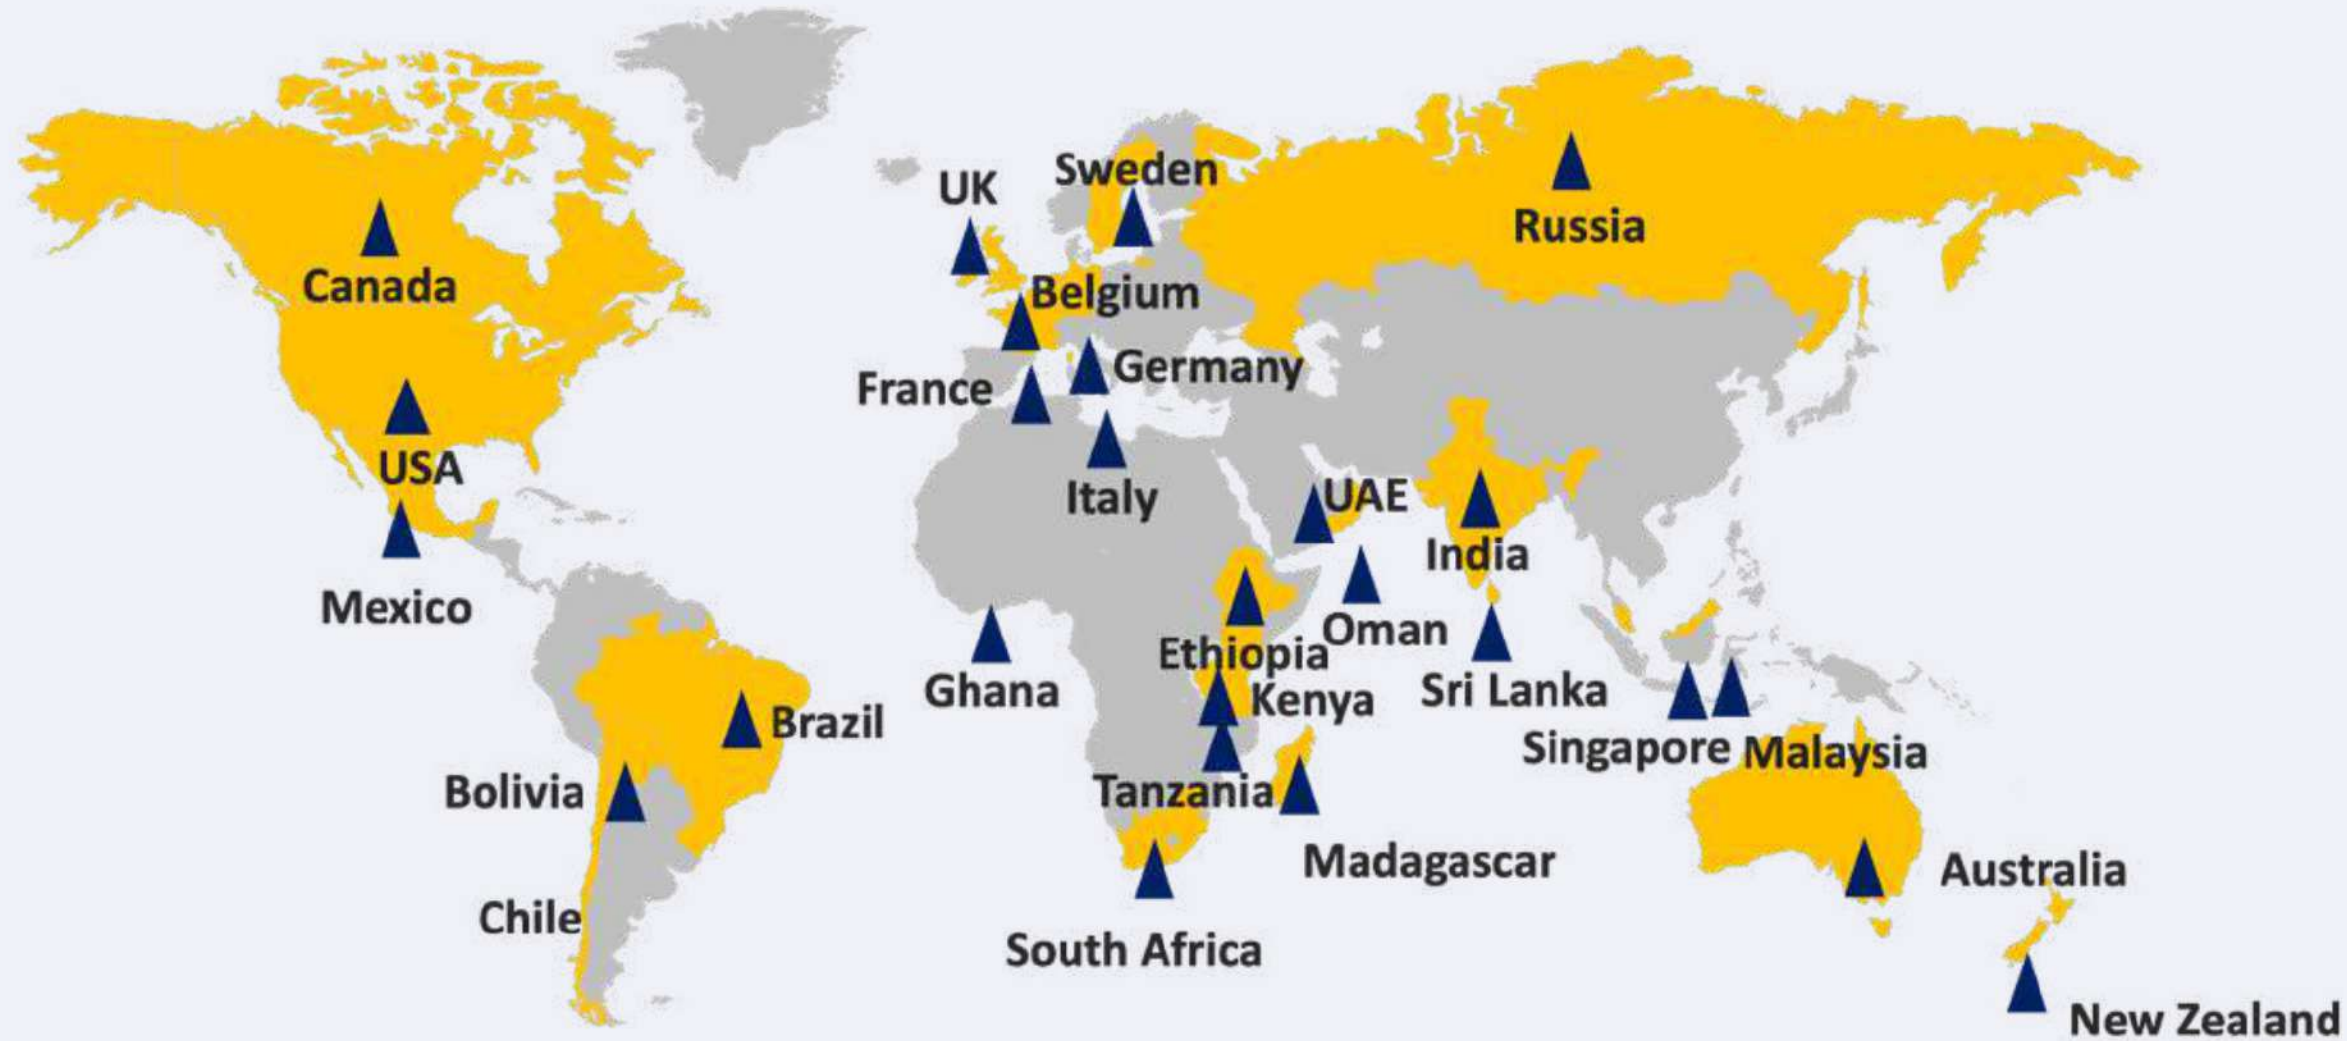 Sweden
UK
Russia
Canada
Belgium
Germany
France
USA
Italy
UAE
India
Mexico
Oman
Ethiopia
Ghana
Kenya
Sri Lanka
Brazil
Singapore
Malaysia
Bolivia
Tanzania
Madagascar
Australia
Chile
South Africa
New Zealand